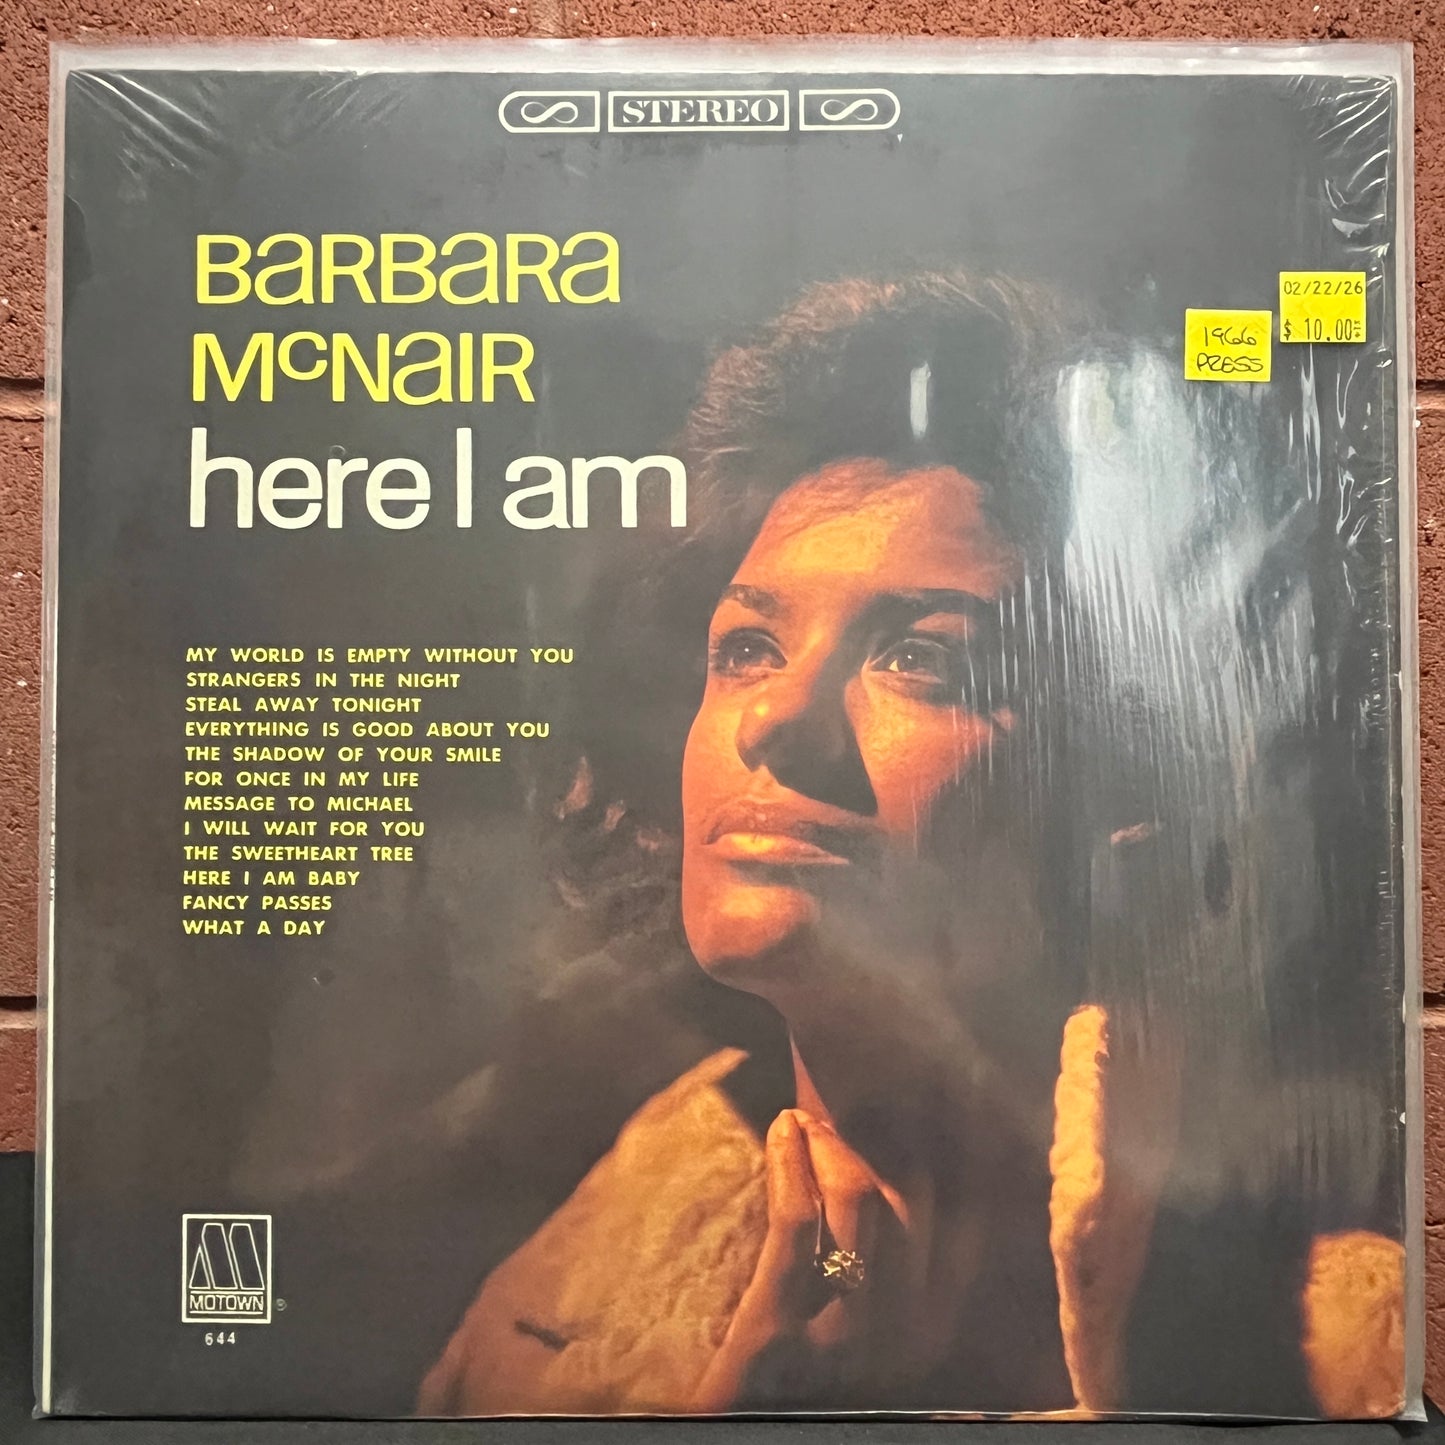 STEREO
BARBARA
McNAIR
here I am
02/22/26
$ 10.00
1966
PRESS
MY WORLD IS EMPTY WITHOUT YOU
STRANGERS IN THE NIGHT
STEAL AWAY TONIGHT
EVERYTHING IS GOOD ABOUT YOU
THE SHADOW OF YOUR SMILE
FOR ONCE IN MY LIFE
MESSAGE TO MICHAEL
I WILL WAIT FOR YOU
THE SWEETHEART TREE
HERE I AM BABY
FANCY PASSES
WHAT A DAY
MOTOWN ®
644